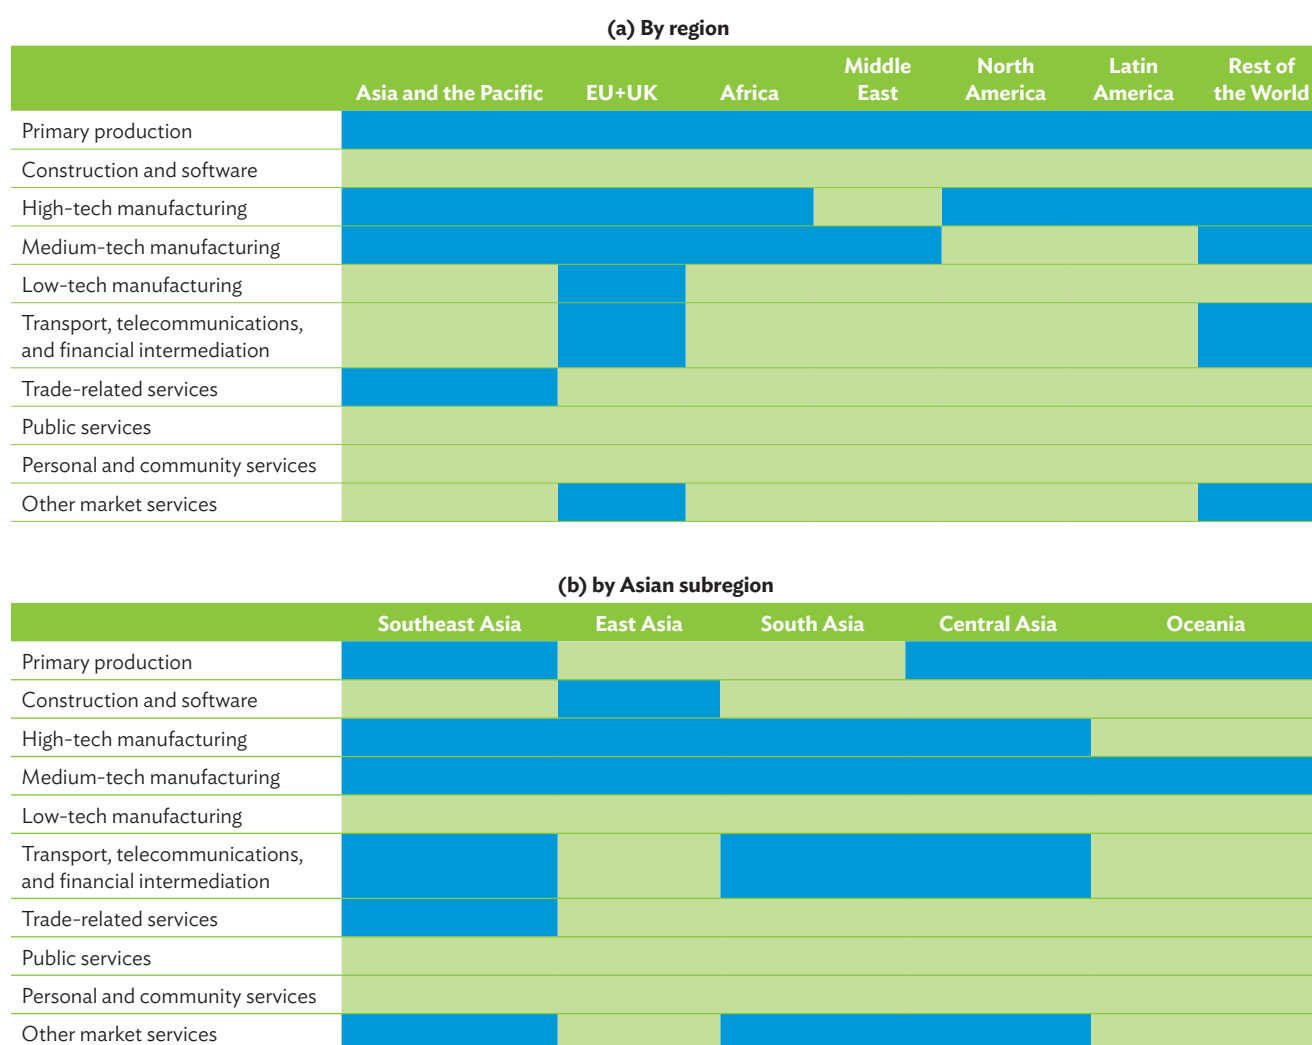 (a) By region
Asia and the Pacific EU+UK Africa Middle East North America Latin America Rest of the World
Primary production
Construction and software
High-tech manufacturing
Medium-tech manufacturing
Low-tech manufacturing
Transport, telecommunications,
and financial intermediation
Trade-related services
Public services
Personal and community services
Other market services
(b) by Asian subregion
Southeast Asia East Asia South Asia Central Asia Oceania
Primary production
Construction and software
High-tech manufacturing
Medium-tech manufacturing
Low-tech manufacturing
Transport, telecommunications,
and financial intermediation
Trade-related services
Public services
Personal and community services
Other market services